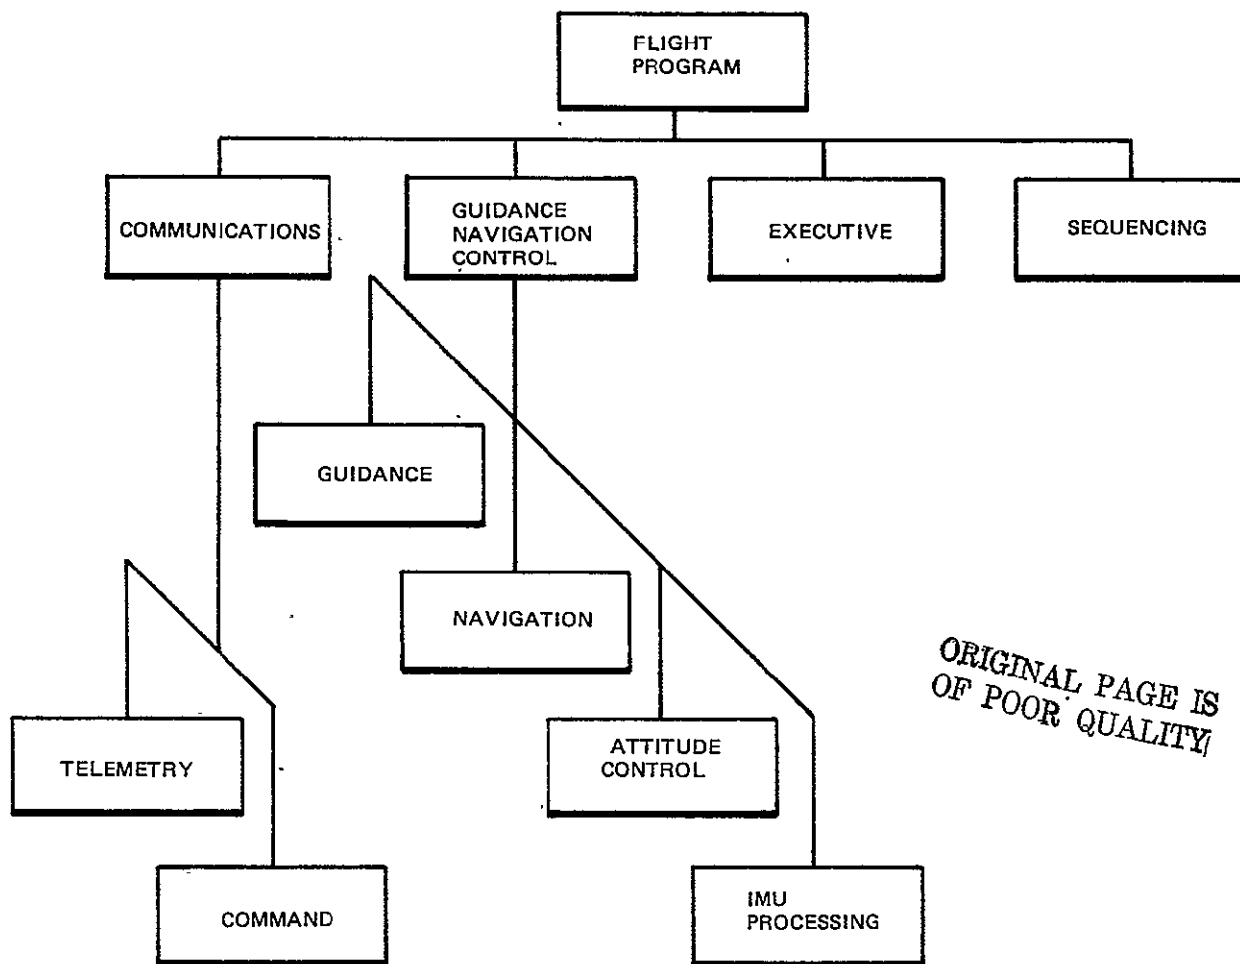 FLIGHT
PROGRAM
COMMUNICATIONS
GUIDANCE
NAVIGATION
CONTROL
EXECUTIVE
SEQUENCING
GUIDANCE
NAVIGATION
ORIGINAL PAGE IS
OF POOR QUALITY
TELEMETRY
ATTITUDE
CONTROL
COMMAND
IMU
PROCESSING